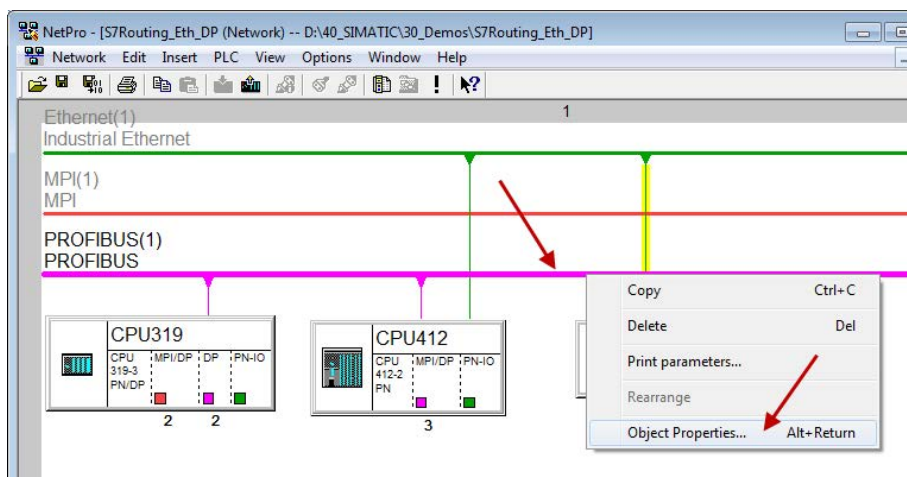 NetPro - [S7Routing_Eth_DP (Network) -- D:\40_SIMATIC\30_Demos\S7Routing_Eth_DP]
Network Edit Insert PLC View Options Window Help
1
Ethernet(1)
Industrial Ethernet
MPI(1)
MPI
PROFIBUS(1)
PROFIBUS
Copy Ctrl+C
Delete Del
Print parameters...
Rearrange
Object Properties... Alt+Return
CPU319
CPU MPI/DP DP PN-IO
319-3
PN/DP
2 2
CPU412
CPU MPI/DP PN-IO
412-2
PN
3